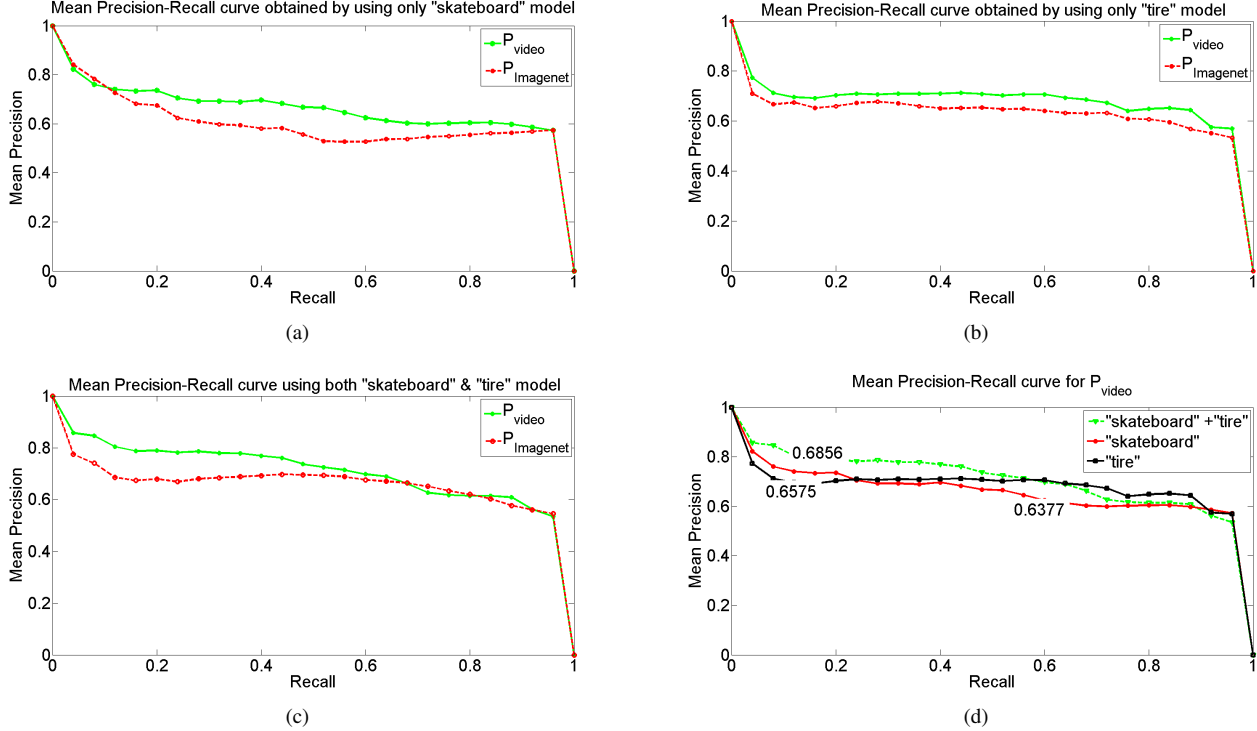 Mean Precision-Recall curve obtained by using only "skateboard" model
1
0.8
0.6
0.4
0.2
0
Mean Precision
P video
P Imagenet
0 0.2 0.4 0.6 0.8 1
Recall
(a)
Mean Precision-Recall curve obtained by using only "tire" model
1
0.8
0.6
0.4
0.2
0
Mean Precision
P video
P Imagenet
0 0.2 0.4 0.6 0.8 1
Recall
(b)
Mean Precision-Recall curve using both "skateboard" & "tire" model
1
0.8
0.6
0.4
0.2
0
Mean Precision
P video
P Imagenet
0 0.2 0.4 0.6 0.8 1
Recall
(c)
Mean Precision-Recall curve for P video
1
0.8
0.6
0.4
0.2
0
Mean Precision
"skateboard" +"tire"
"skateboard"
"tire"
0.6856
0.6575
0.6377
0 0.2 0.4 0.6 0.8 1
Recall
(d)